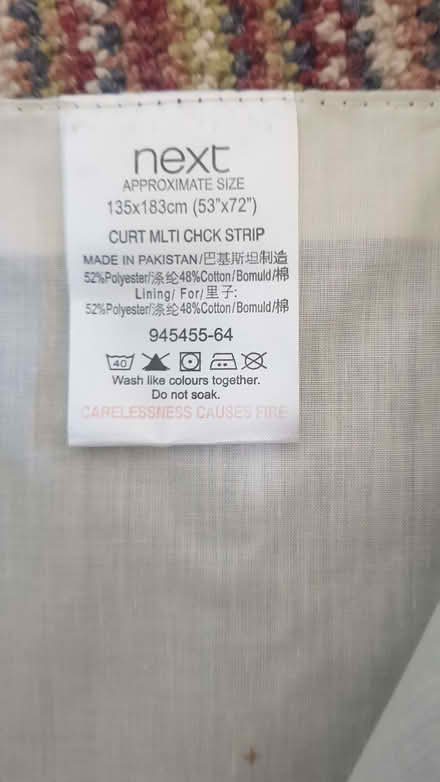 next
APPROXIMATE SIZE
135x183cm (53"x72")
CURT MLTI CHCK STRIP
MADE IN PAKISTAN/巴基斯坦制造
52%Polyester/涤纶48%Cotton/Bomuld/棉
Lining/For/里子:
52%Polyester/涤纶48%Cotton/Bomuld/棉
945455-64
40
Wash like colours together.
Do not soak.
CARELESSNESS CAUSES FIRE